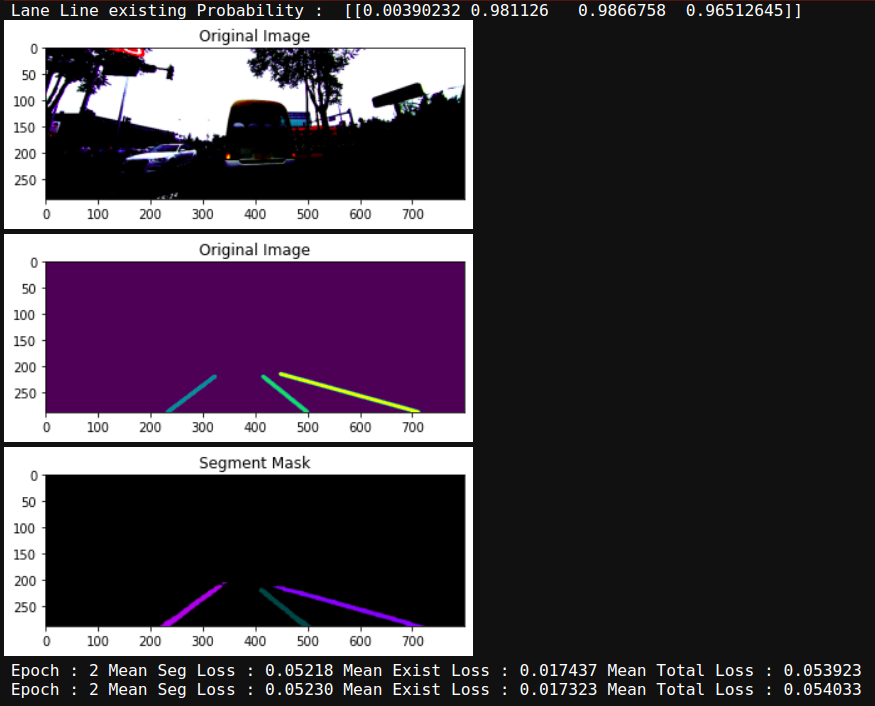 Lane Line existing Probability :  [[0.00390232 0.981126   0.9866758  0.96512645]]
Original Image
0
50
100
150
200
250
0 100 200 300 400 500 600 700
Original Image
0
50
100
150
200
250
0 100 200 300 400 500 600 700
Segment Mask
0
50
100
150
200
250
0 100 200 300 400 500 600 700
Epoch : 2 Mean Seg Loss : 0.05218 Mean Exist Loss : 0.017437 Mean Total Loss : 0.053923
Epoch : 2 Mean Seg Loss : 0.05230 Mean Exist Loss : 0.017323 Mean Total Loss : 0.054033